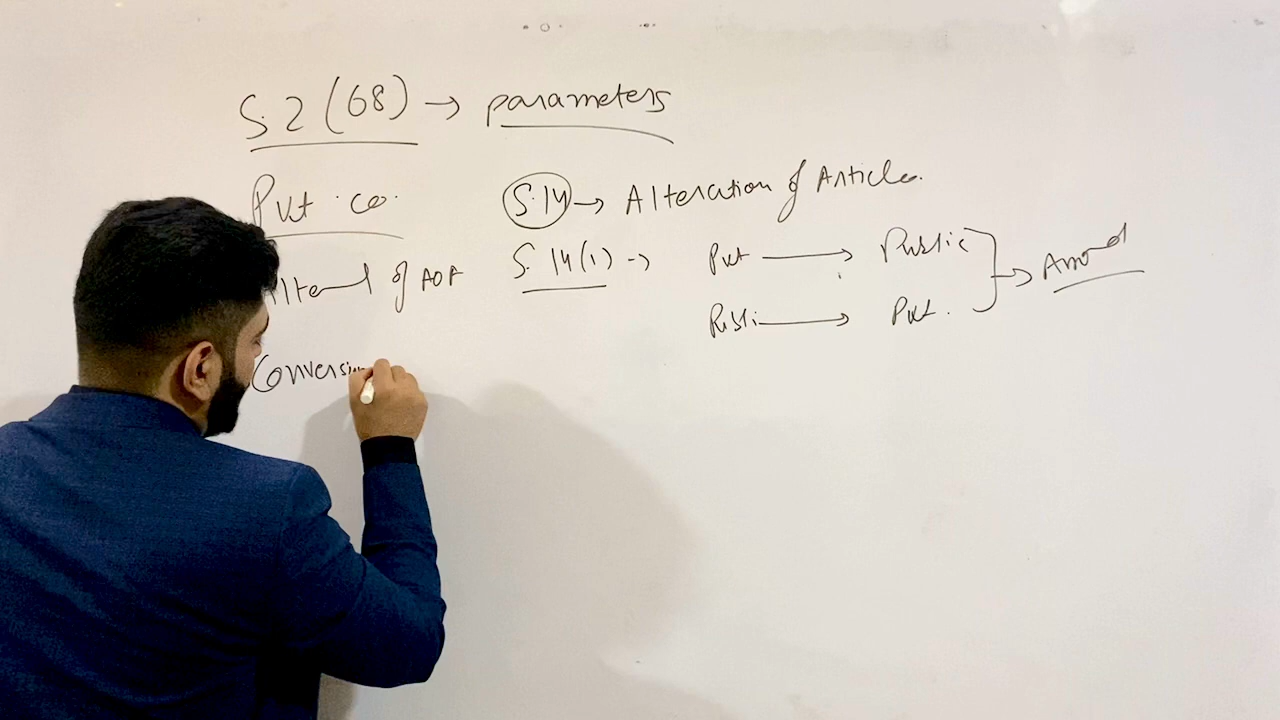 S.2 (68) → parameters
Pvt. co.
S.14 → Alteration of Article.
S. 14(1) → Pvt → Public
Alter of AOA
Public → Pvt.
Conversion